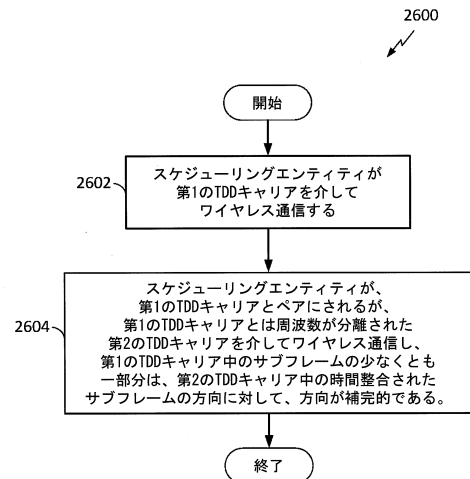 2600
開始
2602
スケジューリングエンティティが
第1のTDDキャリアを介して
ワイヤレス通信する
2604
スケジューリングエンティティが、
第1のTDDキャリアとペアにされるが、
第1のTDDキャリアとは周波数が分離された
第2のTDDキャリアを介してワイヤレス通信し、
第1のTDDキャリア中のサブフレームの少なくとも
一部分は、第2のTDDキャリア中の時間整合された
サブフレームの方向に対して、方向が補完的である。
終了